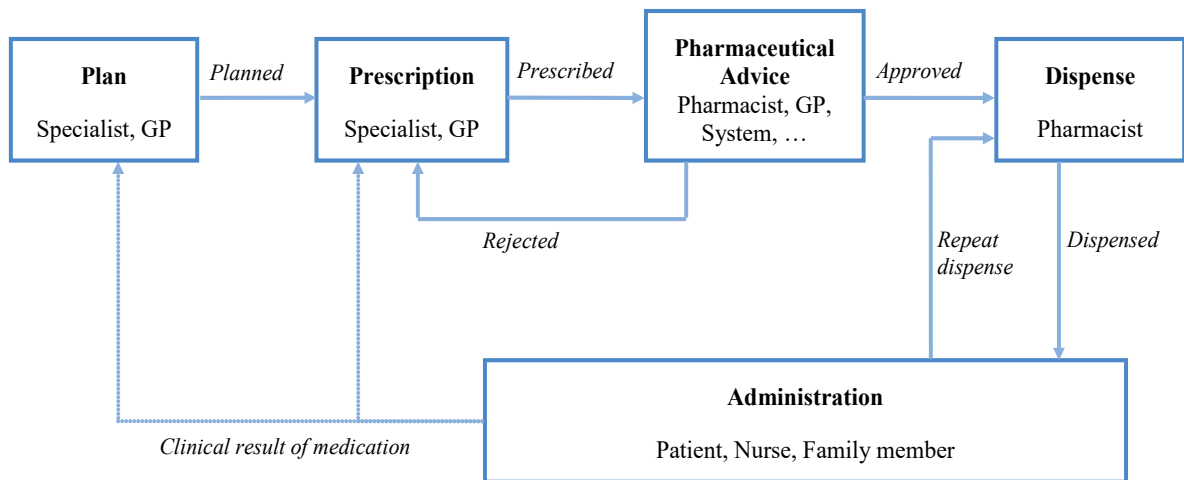 Plan
Specialist, GP
Planned
Prescription
Specialist, GP
Prescribed
Pharmaceutical
Advice
Pharmacist, GP,
System, …
Approved
Dispense
Pharmacist
Rejected
Repeat
dispense
Dispensed
Administration
Patient, Nurse, Family member
Clinical result of medication